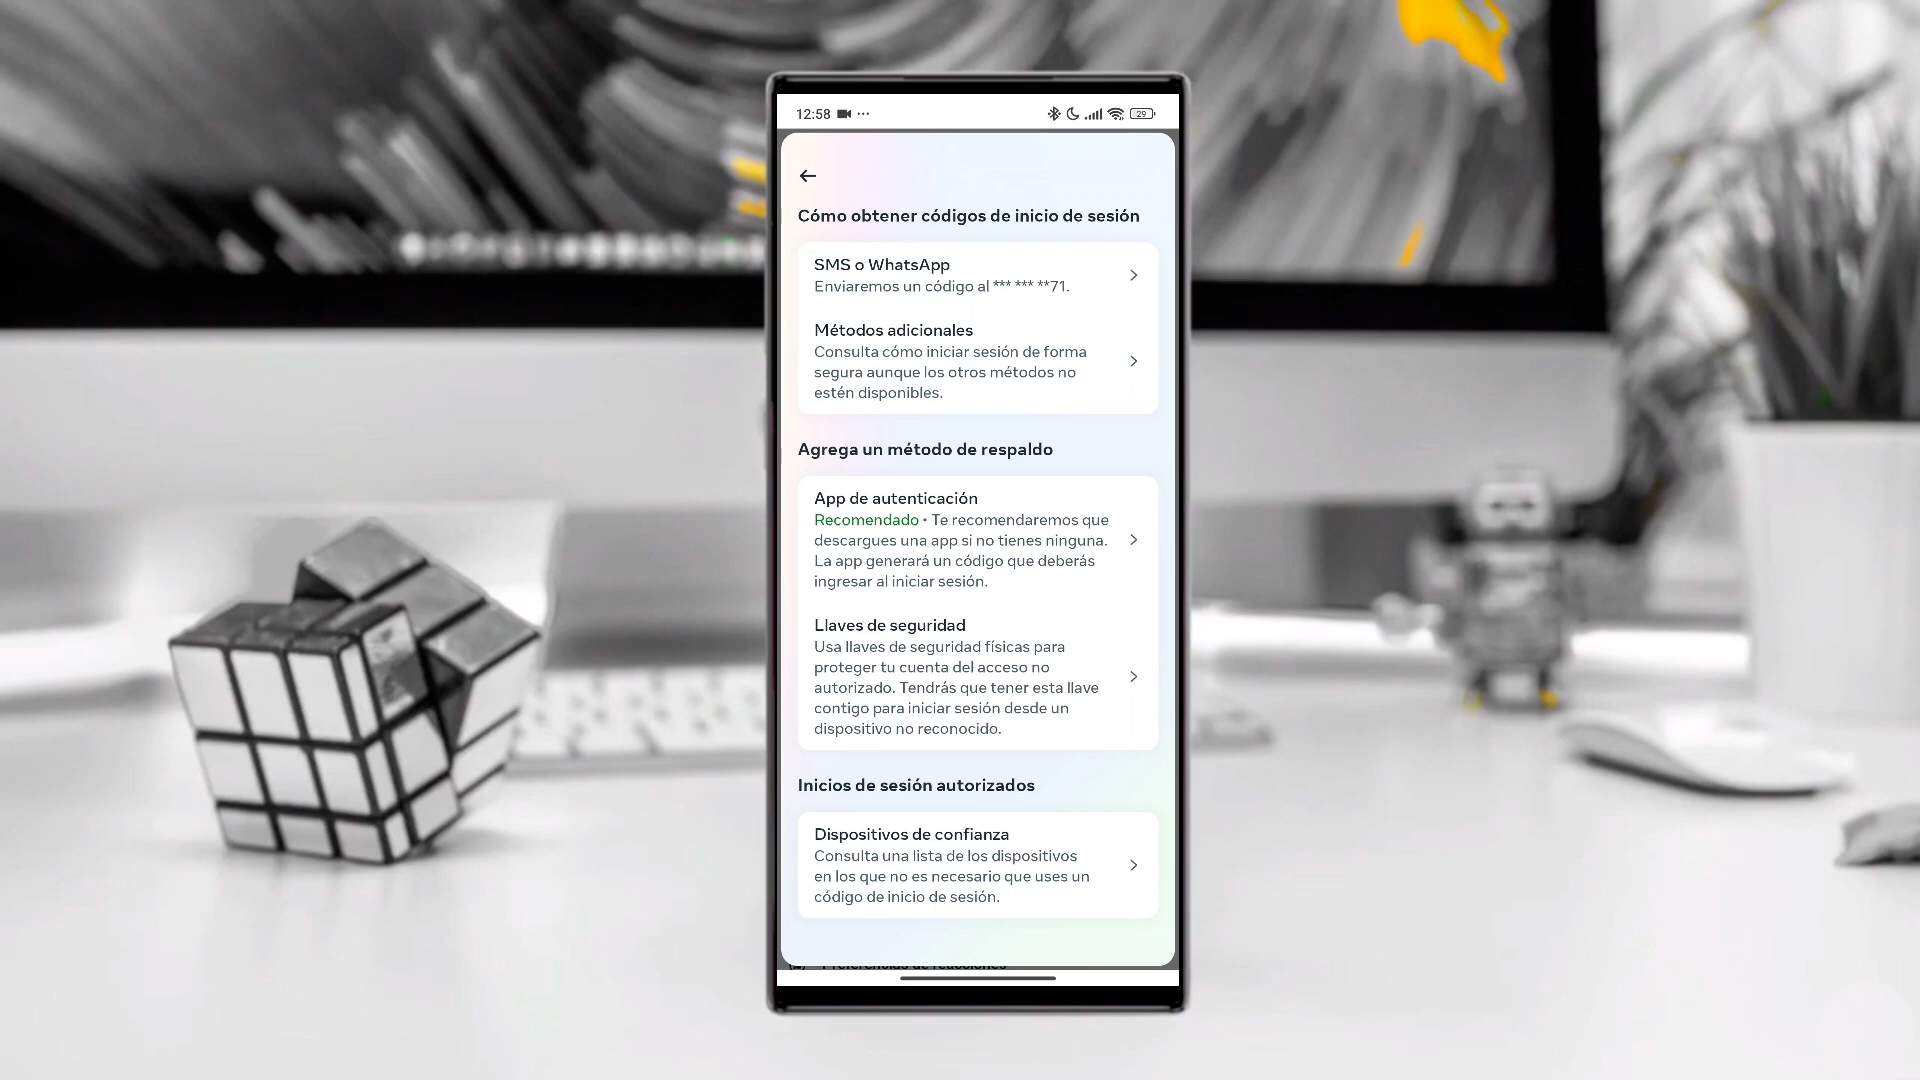 12:58
29
Cómo obtener códigos de inicio de sesión
SMS o WhatsApp
Enviaremos un código al *** *** **71.
Métodos adicionales
Consulta cómo iniciar sesión de forma
segura aunque los otros métodos no
estén disponibles.
Agrega un método de respaldo
App de autenticación
Recomendado • Te recomendaremos que
descargues una app si no tienes ninguna.
La app generará un código que deberás
ingresar al iniciar sesión.
Llaves de seguridad
Usa llaves de seguridad físicas para
proteger tu cuenta del acceso no
autorizado. Tendrás que tener esta llave
contigo para iniciar sesión desde un
dispositivo no reconocido.
Inicios de sesión autorizados
Dispositivos de confianza
Consulta una lista de los dispositivos
en los que no es necesario que uses un
código de inicio de sesión.
Preferencias de reacciones